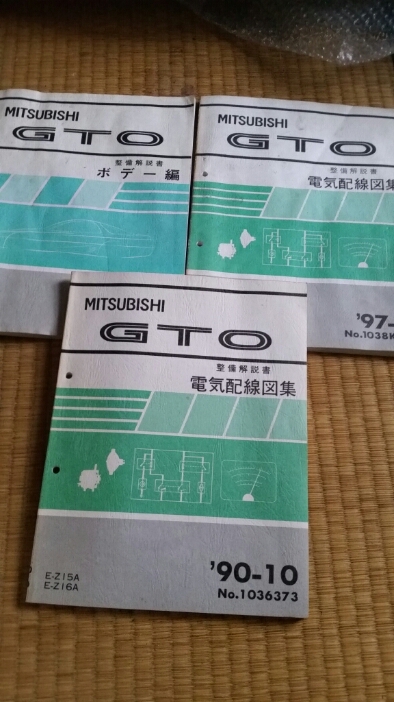 MITSUBISHI
GTO
整備解説書
ボデー編
MITSUBISHI
GTO
整備解説書
電気配線図集
'97-
No.1038K
MITSUBISHI
GTO
整備解説書
電気配線図集
E-Z15A
E-Z16A
'90-10
No.1036373